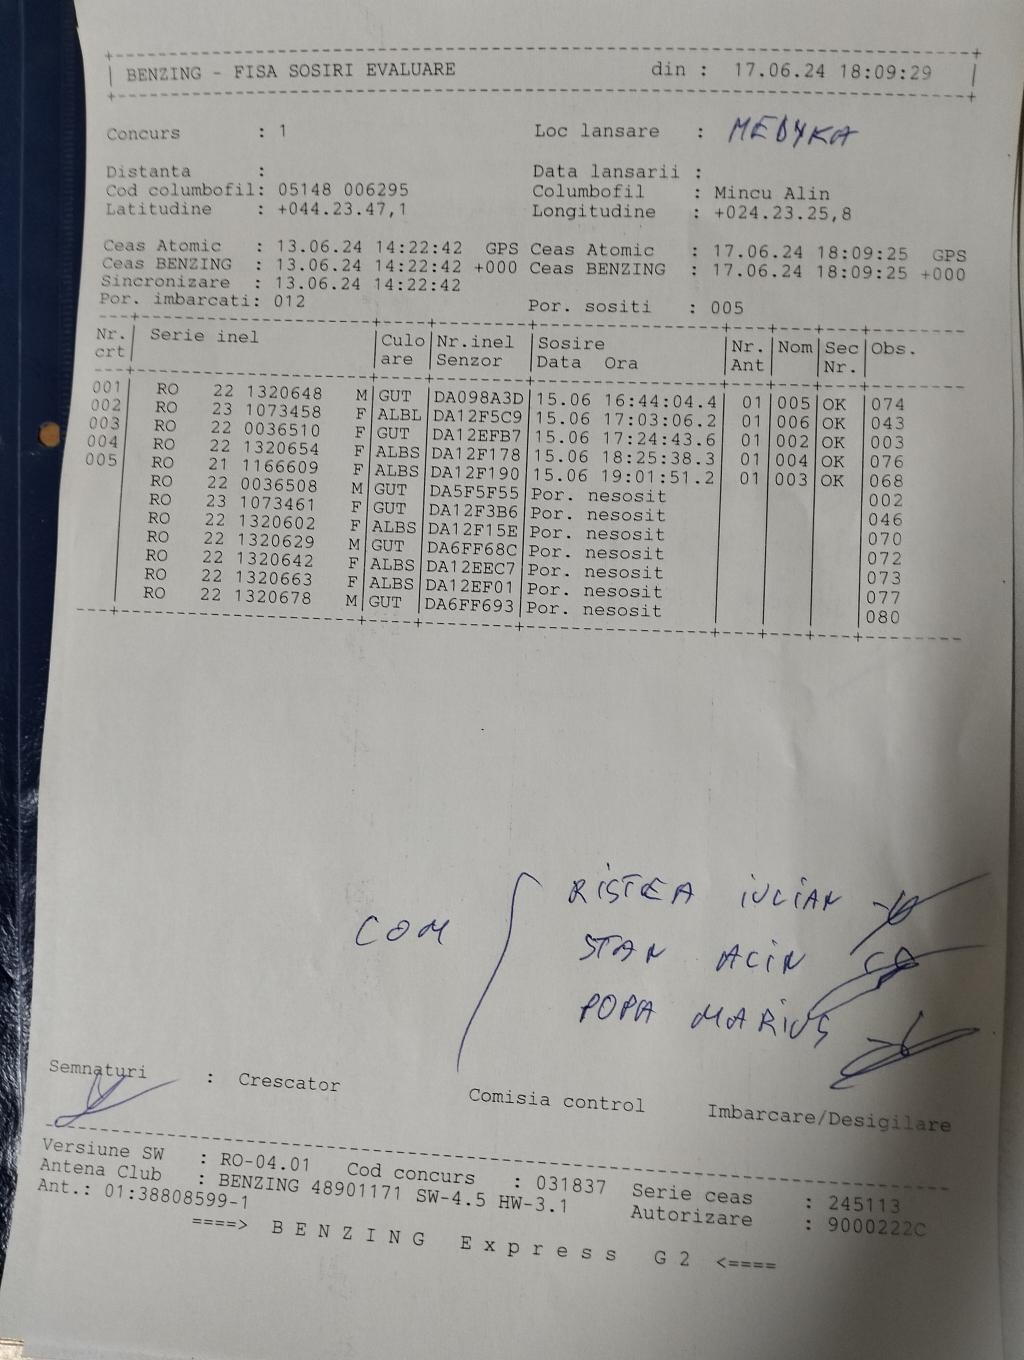 BENZING - FISA SOSIRI EVALUARE din : 17.06.24 18:09:29
Concurs : 1 Loc lansare : MEDYKA
Distanta : Data lansarii :
Cod columbofil: 05148 006295 Columbofil : Mincu Alin
Latitudine : +044.23.47,1 Longitudine : +024.23.25,8
Ceas Atomic : 13.06.24 14:22:42 GPS Ceas Atomic : 17.06.24 18:09:25 GPS
Ceas BENZING : 13.06.24 14:22:42 +000 Ceas BENZING : 17.06.24 18:09:25 +000
Sincronizare : 13.06.24 14:22:42
Por. imbarcati: 012 Por. sositi : 005
Nr. Serie inel Culo Nr.inel Sosire Nr. Nom Sec Obs.
crt are Senzor Data Ora Ant Nr.
001 RO 22 1320648 M GUT DA098A3D 15.06 16:44:04.4 01 005 OK 074
002 RO 23 1073458 F ALBL DA12F5C9 15.06 17:03:06.2 01 006 OK 043
003 RO 22 0036510 F GUT DA12EFB7 15.06 17:24:43.6 01 002 OK 003
004 RO 22 1320654 F ALBS DA12F178 15.06 18:25:38.3 01 004 OK 076
005 RO 21 1166609 F ALBS DA12F190 15.06 19:01:51.2 01 003 OK 068
RO 22 0036508 M GUT DA5F5F55 Por. nesosit 002
RO 23 1073461 F GUT DA12F3B6 Por. nesosit 046
RO 22 1320602 F ALBS DA12F15E Por. nesosit 070
RO 22 1320629 M GUT DA6FF68C Por. nesosit 072
RO 22 1320642 F ALBS DA12EEC7 Por. nesosit 073
RO 22 1320663 F ALBS DA12EF01 Por. nesosit 077
RO 22 1320678 M GUT DA6FF693 Por. nesosit 080
RISTEA IULIAN
COM STAN ALIN
POPA MARIUS
Semnaturi : Crescator Comisia control Imbarcare/Desigilare
Versiune SW : RO-04.01 Cod concurs : 031837 Serie ceas : 245113
Antena Club : BENZING 48901171 SW-4.5 HW-3.1 Autorizare : 9000222C
Ant.: 01:38808599-1
====> B E N Z I N G E x p r e s s G 2 <====